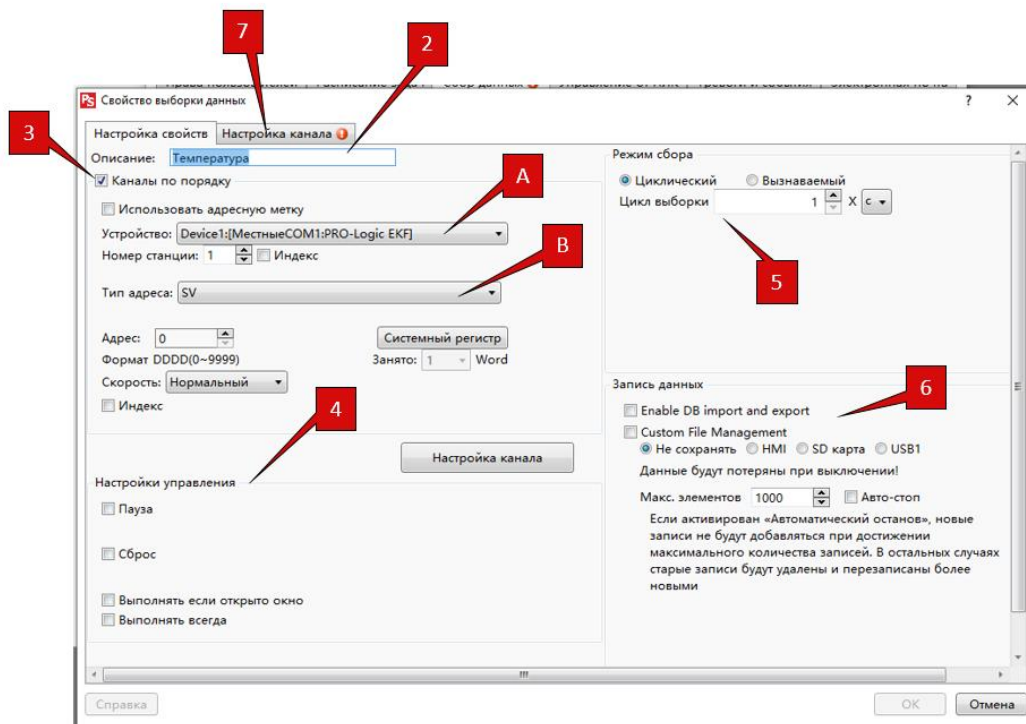 7
2
Свойство выборки данных
? ×
3
Настройка свойств Настройка канала
Описание: Температура
Каналы по порядку
A
Использовать адресную метку
Устройство: Device1:[МестныеCOM1:PRO-Logic EKF]
Номер станции: 1 Индекс
B
Тип адреса: SV
Адрес: 0 Системный регистр
Формат DDDD(0~9999) Занято: 1 Word
Скорость: Нормальный
Индекс
4
Настройка канала
Настройки управления
Пауза
Сброс
Выполнять если открыто окно
Выполнять всегда
Режим сбора
Циклический Вызнаваемый
Цикл выборки 1 X с
5
Запись данных
6
Enable DB import and export
Custom File Management
Не сохранять HMI SD карта USB1
Данные будут потеряны при выключении!
Макс. элементов 1000 Авто-стоп
Если активирован «Автоматический останов», новые
записи не будут добавляться при достижении
максимального количества записей. В остальных случаях
старые записи будут удалены и перезаписаны более
новыми
Справка OK Отмена